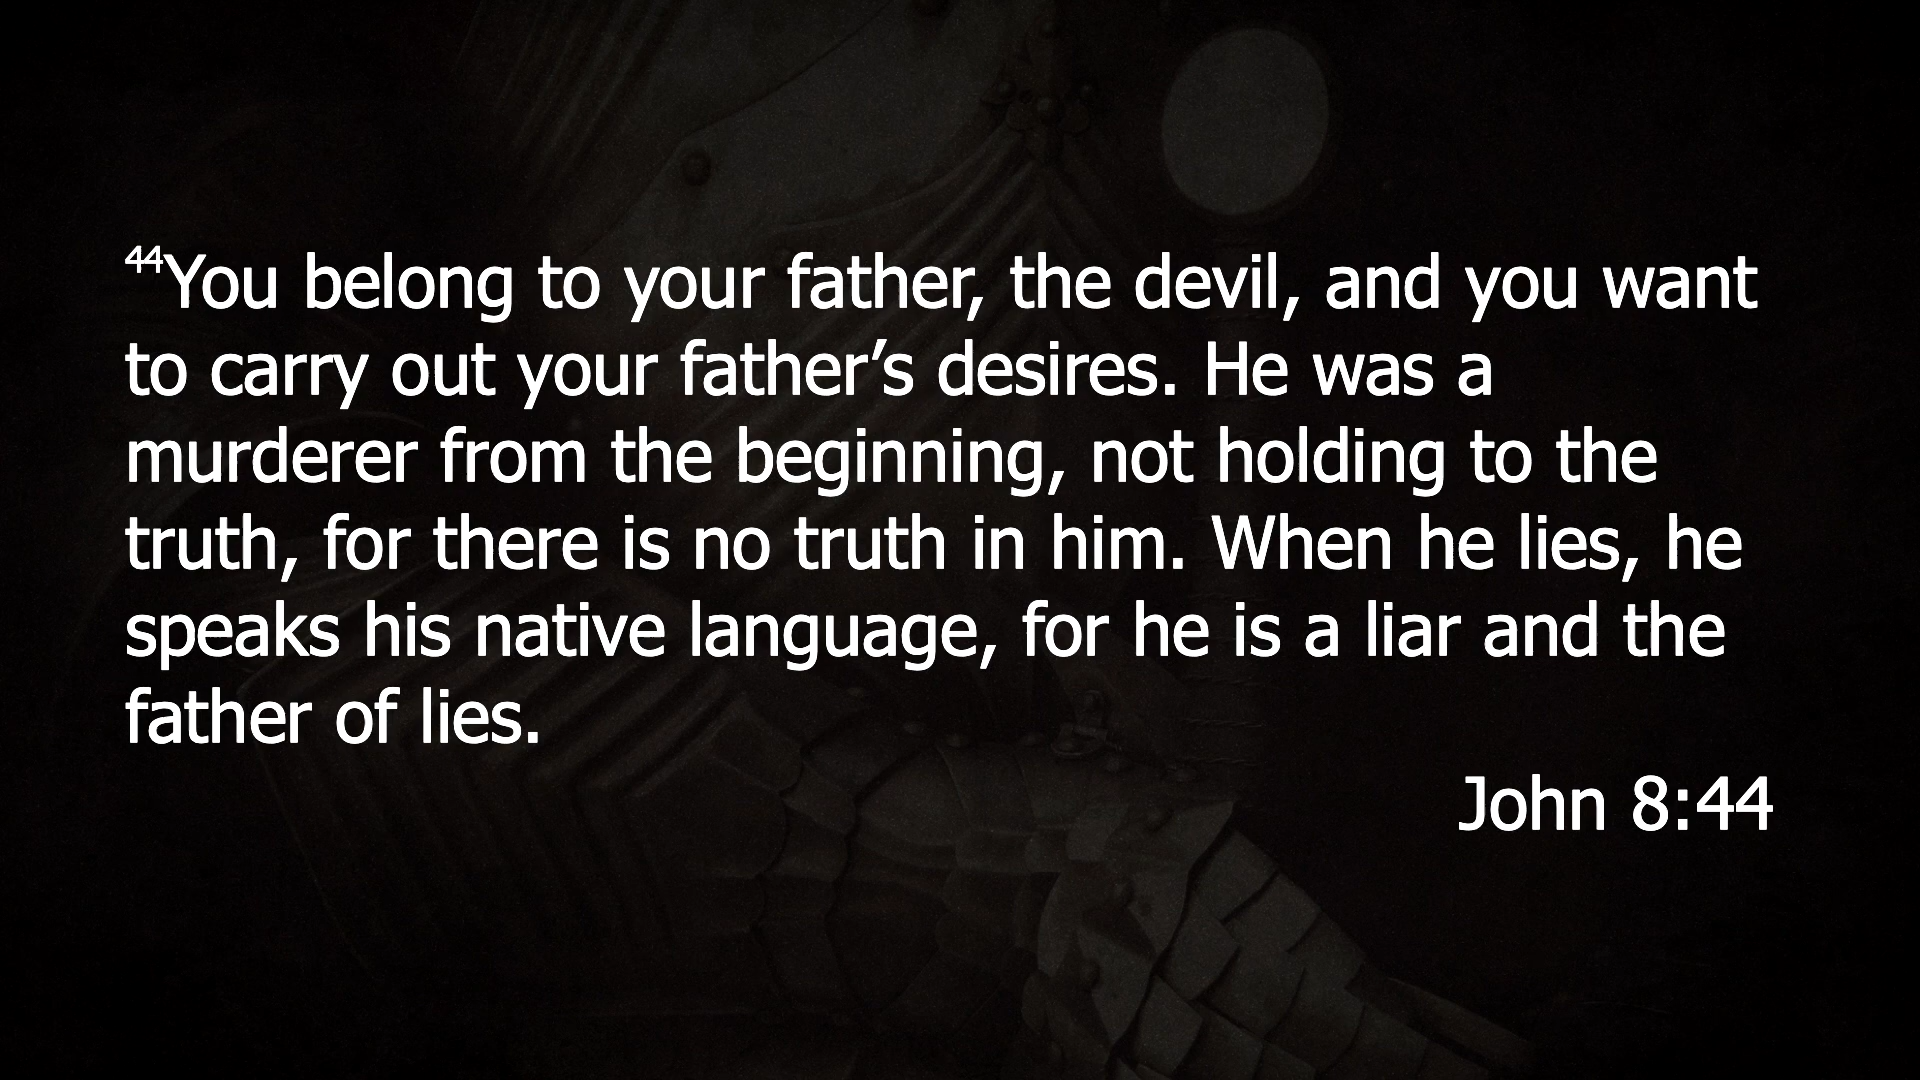 44You belong to your father, the devil, and you want
to carry out your father’s desires. He was a
murderer from the beginning, not holding to the
truth, for there is no truth in him. When he lies, he
speaks his native language, for he is a liar and the
father of lies.
John 8:44